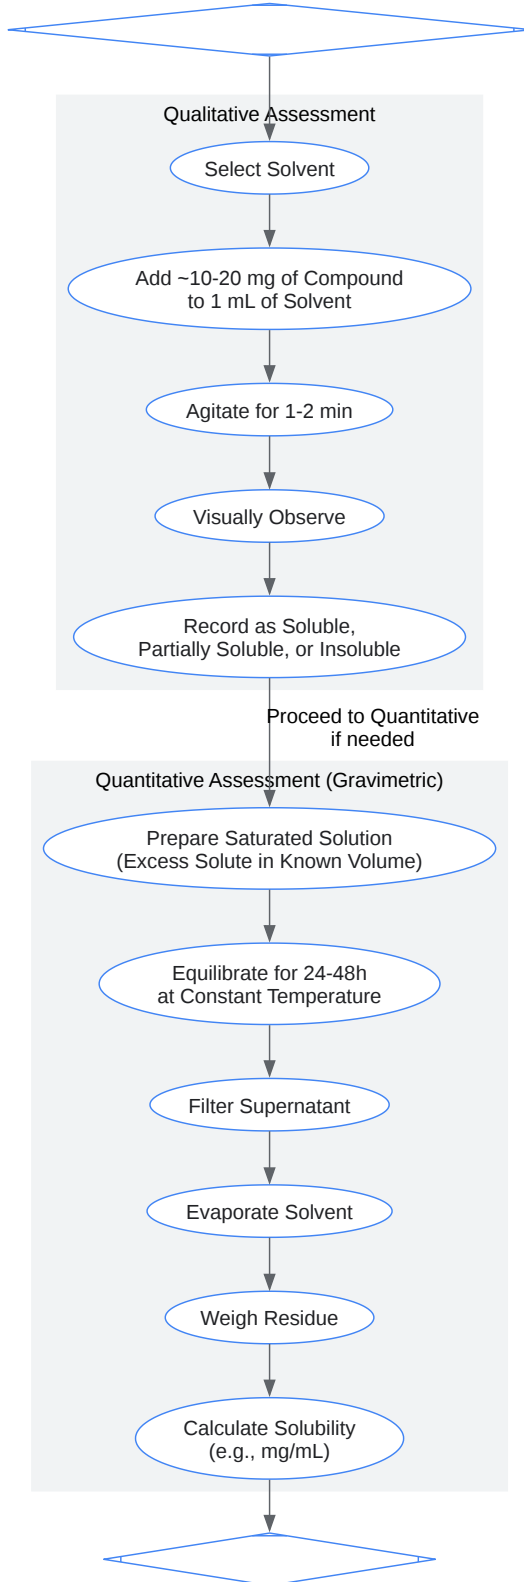 Qualitative Assessment
Select Solvent
Add ~10-20 mg of Compound
to 1 mL of Solvent
Agitate for 1-2 min
Visually Observe
Record as Soluble,
Partially Soluble, or Insoluble
Proceed to Quantitative
if needed
Quantitative Assessment (Gravimetric)
Prepare Saturated Solution
(Excess Solute in Known Volume)
Equilibrate for 24-48h
at Constant Temperature
Filter Supernatant
Evaporate Solvent
Weigh Residue
Calculate Solubility
(e.g., mg/mL)